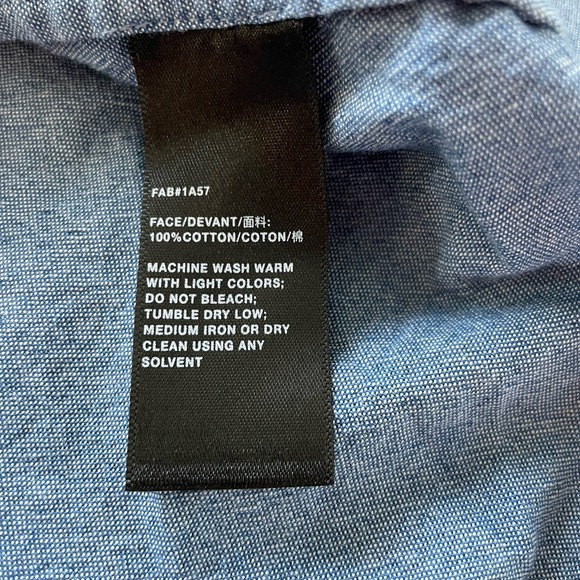 FAB#1A57
FACE/DEVANT/面料:
100%COTTON/COTON/棉
MACHINE WASH WARM
WITH LIGHT COLORS;
DO NOT BLEACH;
TUMBLE DRY LOW;
MEDIUM IRON OR DRY
CLEAN USING ANY
SOLVENT